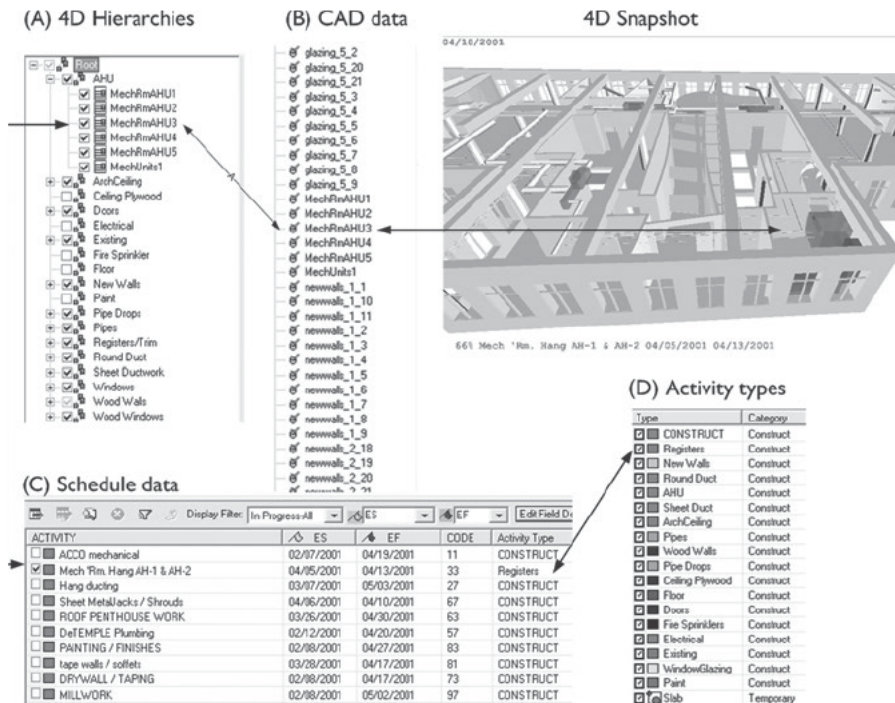 (A) 4D Hierarchies
Root
AHU
MechRmAHU1
MechRmAHU2
MechRmAHU3
MechRmAHU4
MechRmAHU5
MechUnits1
ArchCeiling
Ceiling Plywood
Doors
Electrical
Existing
Fire Sprinkler
Floor
New Walls
Paint
Pipe Drops
Pipes
Registers/Trim
Round Duct
Sheet Ductwork
Windows
Wood Walls
Wood Windows
(B) CAD data
glazing_5_2
glazing_5_20
glazing_5_21
glazing_5_3
glazing_5_4
glazing_5_5
glazing_5_6
glazing_5_7
glazing_5_8
glazing_5_9
MechRmAHU1
MechRmAHU2
MechRmAHU3
MechRmAHU4
MechRmAHU5
MechUnits1
newwalls_1_1
newwalls_1_10
newwalls_1_11
newwalls_1_2
newwalls_1_3
newwalls_1_4
newwalls_1_5
newwalls_1_6
newwalls_1_7
newwalls_1_8
newwalls_1_9
newwalls_2_18
newwalls_2_19
newwalls_2_20
newwalls_2_21
4D Snapshot
04/10/2001
66% Mech 'Rm. Hang AH-1 & AH-2 04/05/2001 04/13/2001
(C) Schedule data
Display Filter: In-Progress-All ES EF Edit Field
ACTIVITY ES EF CODE Activity Type
ACCO mechanical 02/07/2001 04/19/2001 11 CONSTRUCT
Mech 'Rm. Hang AH-1 & AH-2 04/05/2001 04/13/2001 33 Registers
Hang ducting 03/07/2001 05/03/2001 27 CONSTRUCT
Sheet MetalJacks / Shrouds 04/06/2001 04/10/2001 67 CONSTRUCT
ROOF PENTHOUSE WORK 03/26/2001 04/30/2001 63 CONSTRUCT
DeTEMPLE Plumbing 02/12/2001 04/20/2001 57 CONSTRUCT
PAINTING / FINISHES 02/08/2001 04/27/2001 83 CONSTRUCT
tape walls / soffets 03/28/2001 04/17/2001 81 CONSTRUCT
DRYWALL / TAPNG 02/08/2001 04/17/2001 73 CONSTRUCT
MILLWORK 02/08/2001 05/02/2001 97 CONSTRUCT
(D) Activity types
Type Category
CONSTRUCT Construct
Registers Construct
New Walls Construct
Round Duct Construct
AHU Construct
Sheet Duct Construct
ArchCeiling Construct
Pipes Construct
Wood Walls Construct
Pipe Drops Construct
Ceiling Plywood Construct
Floor Construct
Doors Construct
Fire Sprinklers Construct
Electrical Construct
Existing Construct
WindowGlazing Construct
Paint Construct
Slab Temporary